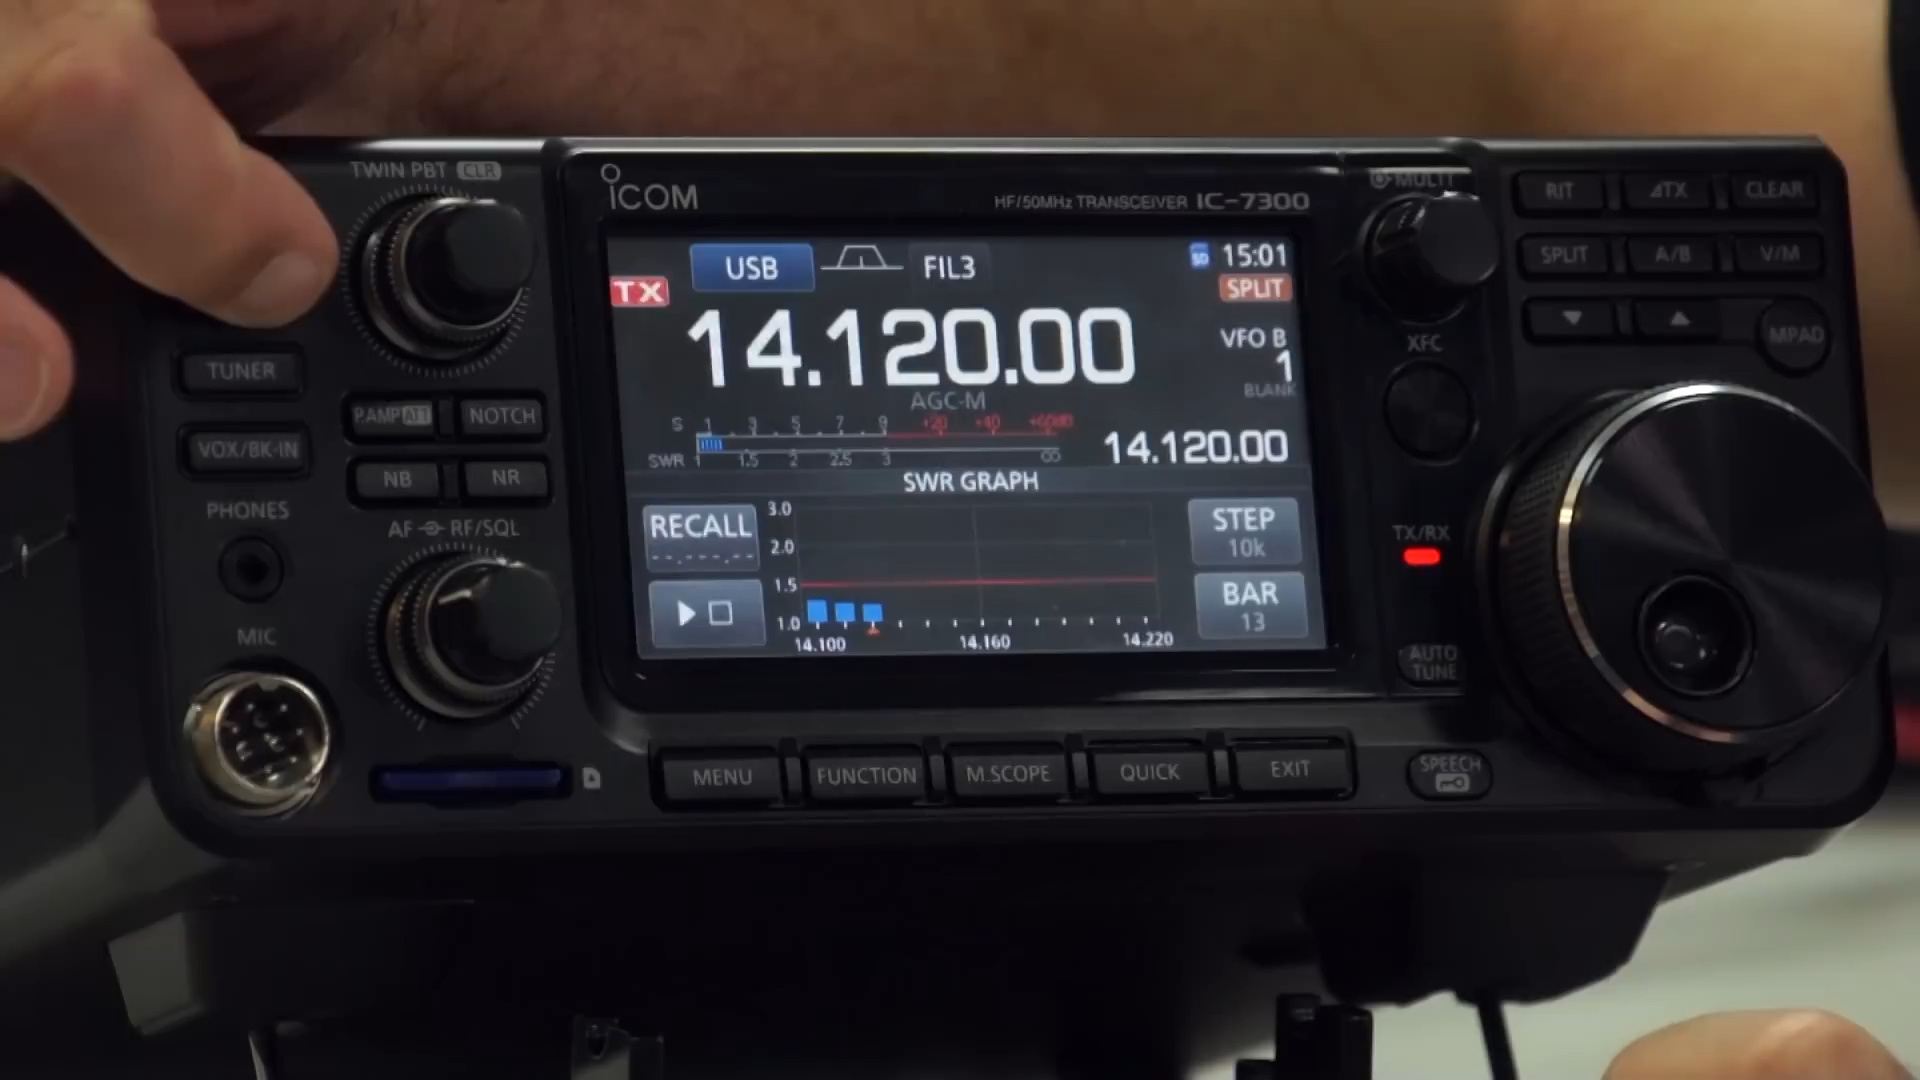 TWIN PBT CLR
TUNER
P.AMP ATT
NOTCH
VOX/BK-IN
NB
NR
PHONES
AF RF/SQL
MIC
ICOM
HF/50MHz TRANSCEIVER IC-7300
USB
FIL3
SD
15:01
TX
SPLIT
14.120.00
VFO B
1
BLANK
AGC-M
S 1 3 5 7 9 +20 +40 +60dB
14.120.00
SWR 1 1.5 2 2.5 3 ∞
SWR GRAPH
RECALL
------
3.0
2.0
1.5
1.0
14.100 14.160 14.220
STEP
10k
BAR
13
MENU
FUNCTION
M.SCOPE
QUICK
EXIT
MULTI
RIT
ΔTX
CLEAR
SPLIT
A/B
V/M
MPAD
XFC
TX/RX
AUTO
TUNE
SPEECH